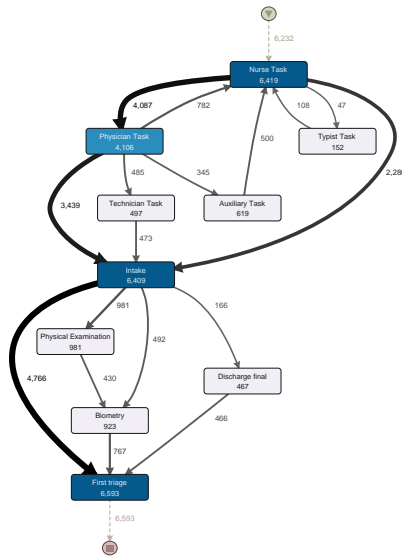 6,232
Nurse Task
6,419
4,087
782
108
47
Physician Task
4,106
Typist Task
152
2,28
485
345
500
Technician Task
497
Auxiliary Task
619
3,439
473
Intake
6,409
981
492
166
Physical Examination
981
4,766
430
Discharge final
467
Biometry
923
466
767
First triage
6,593
6,593